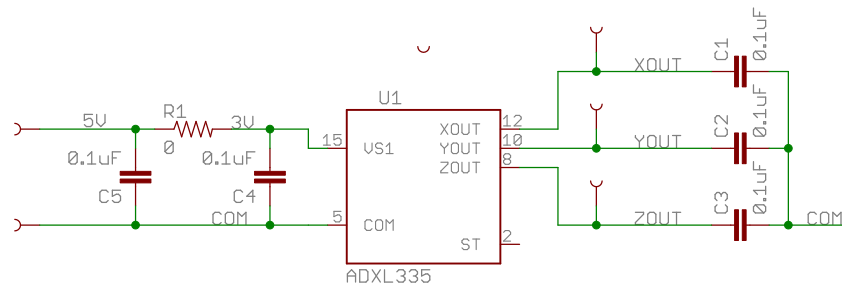 U1
5V
R1
3V
0
0.1uF
C5
0.1uF
C4
COM
15
VS1
5
COM
XOUT
12
YOUT
10
ZOUT
8
ST
2
ADXL335
XOUT
C1
0.1uF
YOUT
C2
0.1uF
ZOUT
C3
0.1uF
COM